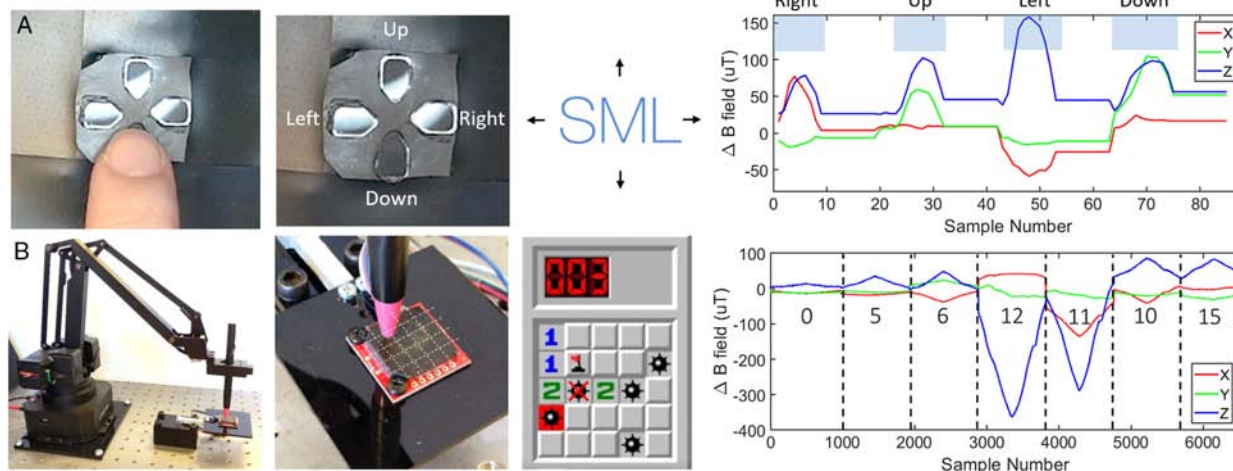 A
Up
Left
Right
Down
SML
Right
Up
Left
Down
Δ B field (uT)
150
100
50
0
-50
0
10
20
30
40
50
60
70
80
Sample Number
X
Y
Z
B
1
1
2
2
Δ B field (uT)
100
0
-100
-200
-300
-400
0
5
6
12
11
10
15
0
1000
2000
3000
4000
5000
6000
Sample Number
X
Y
Z